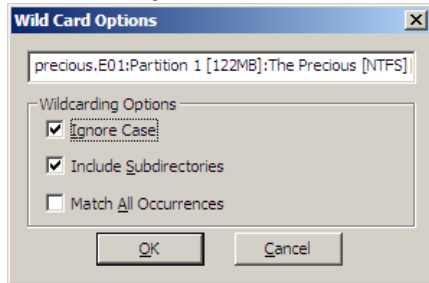 Wild Card Options
precious.E01:Partition 1 [122MB]:The Precious [NTFS]|
Wildcarding Options
Ignore Case
Include Subdirectories
Match All Occurrences
OK Cancel